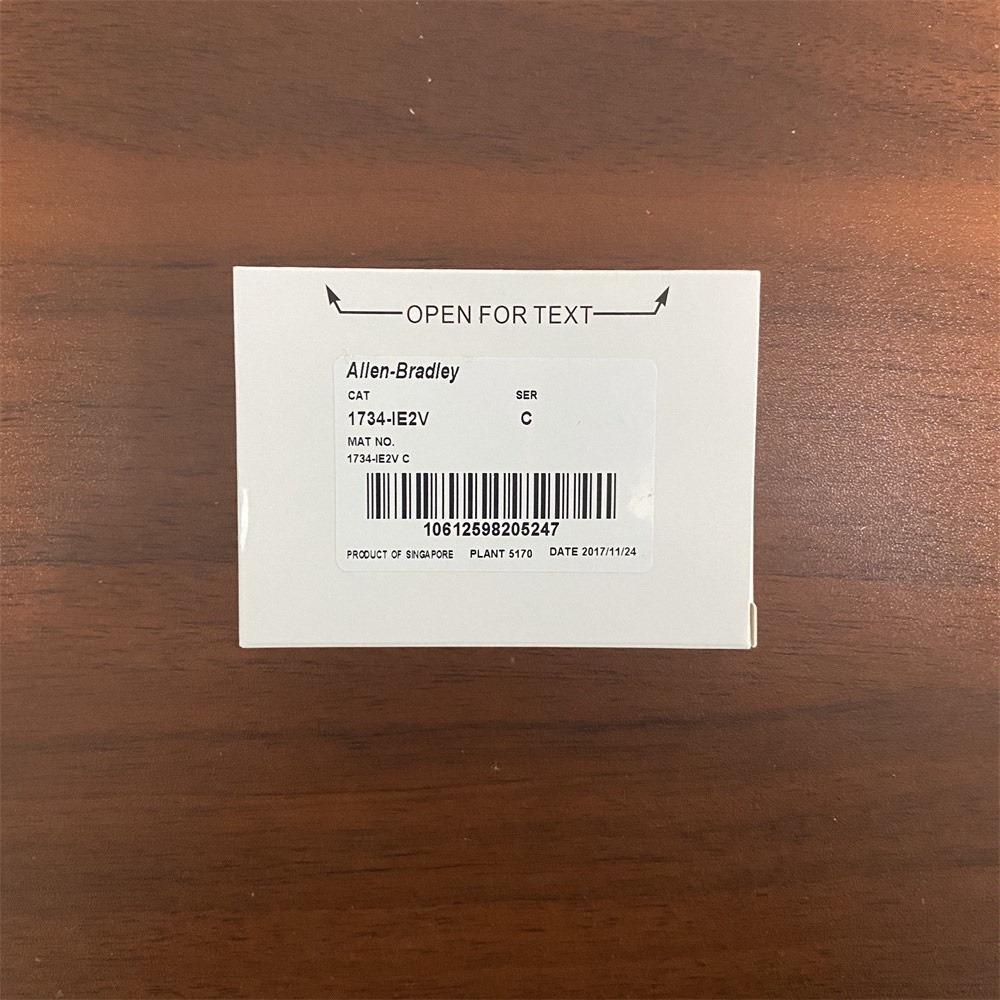 OPEN FOR TEXT
Allen-Bradley
CAT SER
1734-IE2V C
MAT NO.
1734-IE2V C
10612598205247
PRODUCT OF SINGAPORE PLANT 5170 DATE 2017/11/24